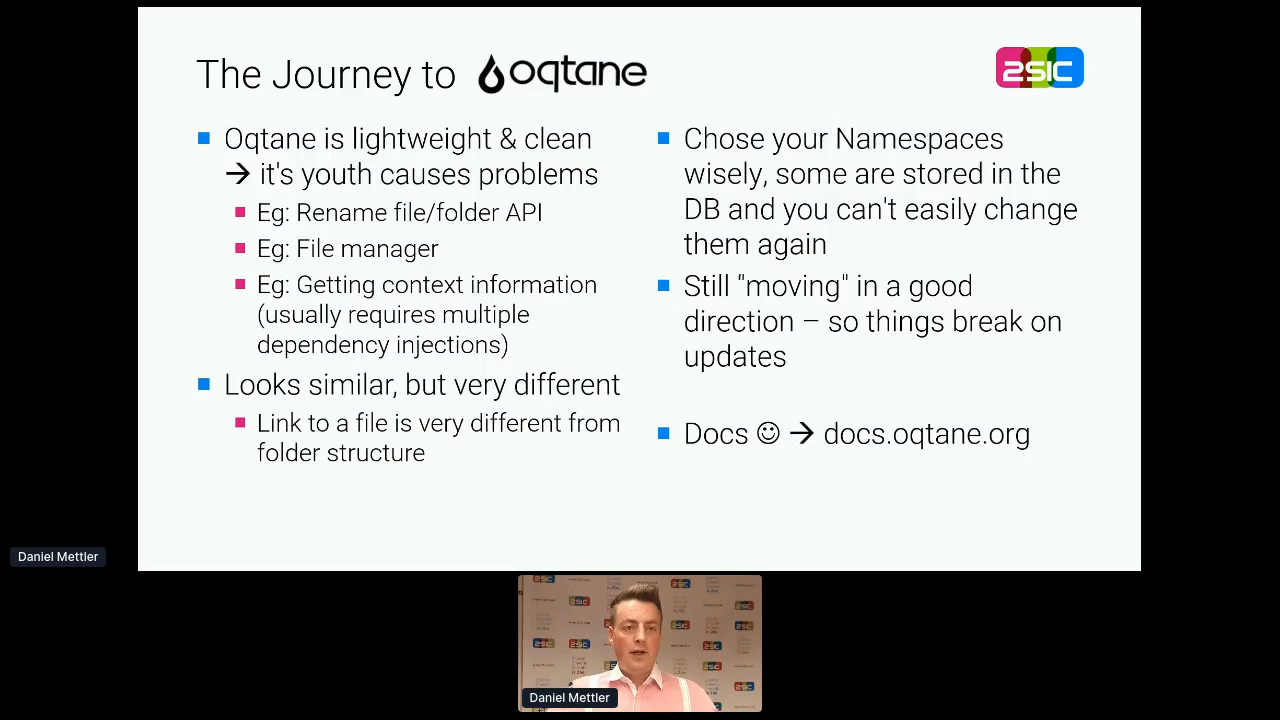 The Journey to oqtane
2SIC
Oqtane is lightweight & clean
→ it's youth causes problems
Eg: Rename file/folder API
Eg: File manager
Eg: Getting context information
(usually requires multiple
dependency injections)
Looks similar, but very different
Link to a file is very different from
folder structure
Chose your Namespaces
wisely, some are stored in the
DB and you can't easily change
them again
Still "moving" in a good
direction – so things break on
updates
Docs ☺ → docs.oqtane.org
Daniel Mettler
2SIC
Daniel Mettler